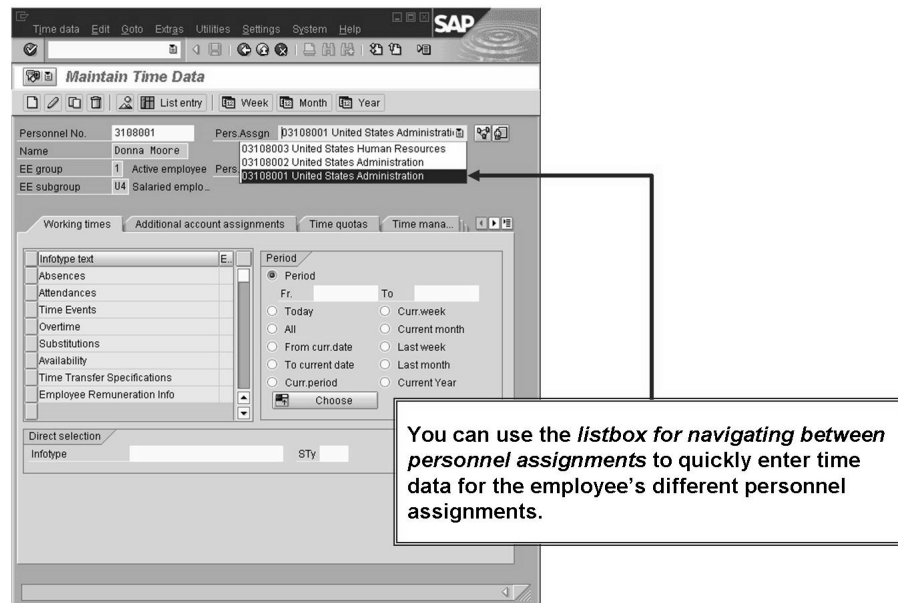 Time data Edit Goto Extras Utilities Settings System Help
SAP
Maintain Time Data
List entry Week Month Year
Personnel No. 3108001 Pers.Assgn 03108001 United States Administrati
Name Donna Moore
03108003 United States Human Resources
03108002 United States Administration
03108001 United States Administration
EE group 1 Active employee Pers
EE subgroup U4 Salaried emplo..
Working times Additional account assignments Time quotas Time mana...
Infotype text E..
Absences
Attendances
Time Events
Overtime
Substitutions
Availability
Time Transfer Specifications
Employee Remuneration Info
Period
Period
Fr. To
Today Curr.week
All Current month
From curr.date Last week
To current date Last month
Curr.period Current Year
Choose
Direct selection
Infotype STy
You can use the listbox for navigating between
personnel assignments to quickly enter time
data for the employee's different personnel
assignments.